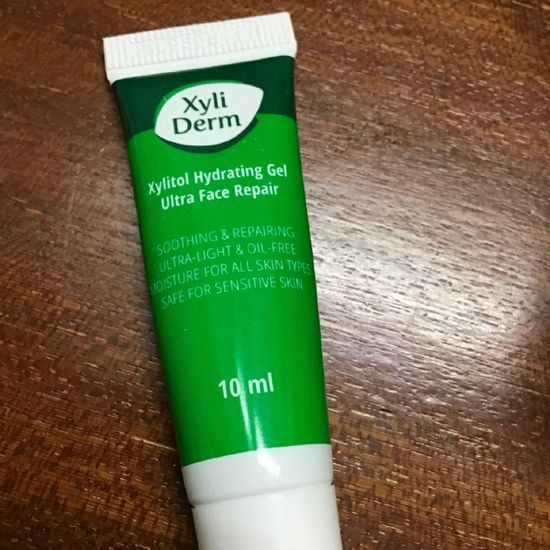 Xyli
Derm
Xylitol Hydrating Gel
Ultra Face Repair
SOOTHING & REPAIRING
ULTRA-LIGHT & OIL-FREE
MOISTURE FOR ALL SKIN TYPES
SAFE FOR SENSITIVE SKIN
10 ml